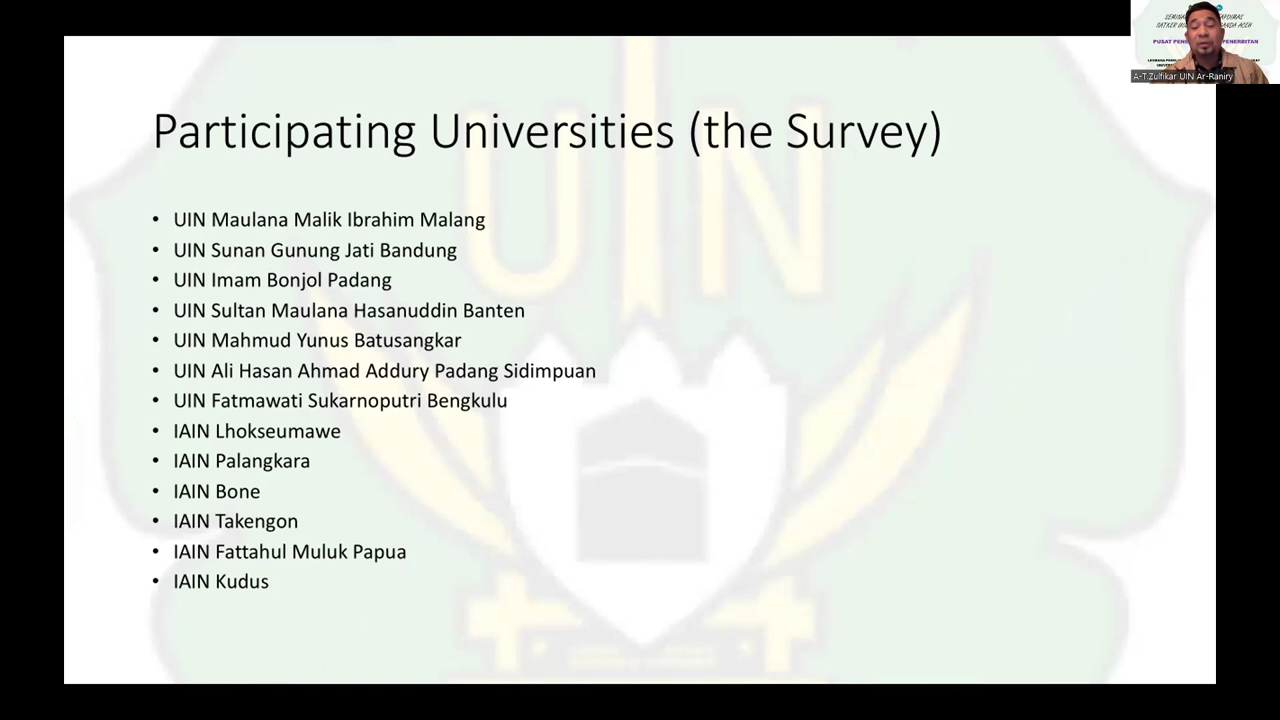 Participating Universities (the Survey)
• UIN Maulana Malik Ibrahim Malang
• UIN Sunan Gunung Jati Bandung
• UIN Imam Bonjol Padang
• UIN Sultan Maulana Hasanuddin Banten
• UIN Mahmud Yunus Batusangkar
• UIN Ali Hasan Ahmad Addury Padang Sidimpuan
• UIN Fatmawati Sukarnoputri Bengkulu
• IAIN Lhokseumawe
• IAIN Palangkara
• IAIN Bone
• IAIN Takengon
• IAIN Fattahul Muluk Papua
• IAIN Kudus
UIN
PUSAT
A-T.Zulfikar UIN Ar-Raniry